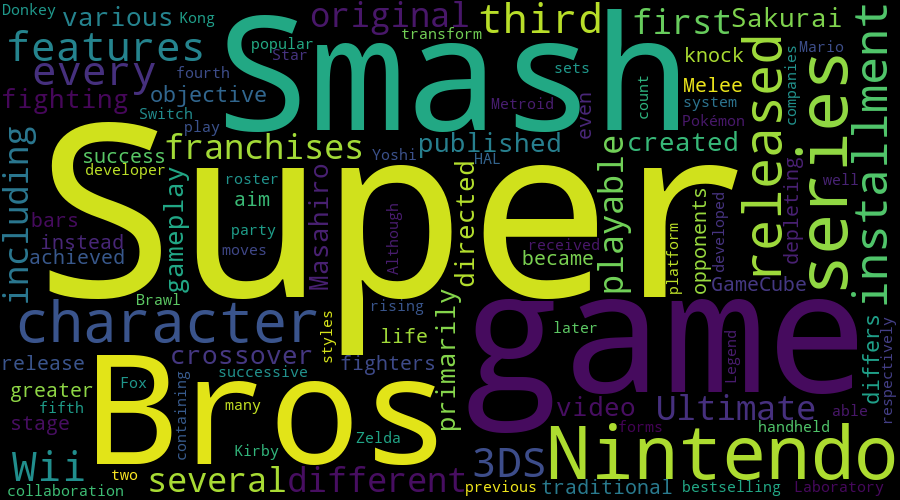 Donkey
various
Kong
original
third
first
Sakurai
installment
features
popular
Star
transform
Smash
knock
Mario
every
fourth
sets
count
released
companies
series
fighting
objective
Metroid
even
Melee
system
Switch
play
Pokémon
including
success
franchises
published
HAL
created
developer
Yoshi
playable
depleting
well
Super
gameplay
roster
aim
Masahiro
directed
opponents
developed
bars
party
Although
received
platform
instead
moves
became
achieved
GameCube
Brawl
rising
primarily
game
character
styles
life
later
Legend
differs
respectively
release
crossover
fighters
successive
greater
Fox
containing
Bros
many
video
Ultimate
able
fifth
stage
Kirby
Zelda
forms
handheld
Wii
two
several
different
3DS
Nintendo
collaboration
previous
traditional
bestselling
Laboratory